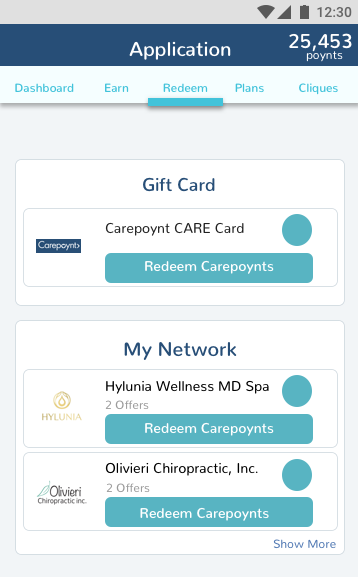 12:30
Application
25,453
poynts
Dashboard Earn Redeem Plans Cliques
Gift Card
Carepoynt
Carepoynt CARE Card
Redeem Carepoynts
My Network
HYLUNIA
Hylunia Wellness MD Spa
2 Offers
Redeem Carepoynts
Olivieri
Chiropractic inc.
Olivieri Chiropractic, Inc.
2 Offers
Redeem Carepoynts
Show More